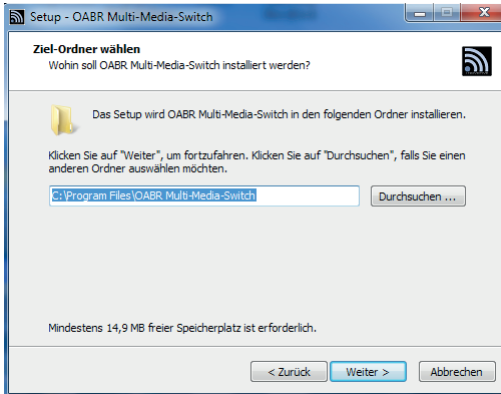 Setup - OABR Multi-Media-Switch
Ziel-Ordner wählen
Wohin soll OABR Multi-Media-Switch installiert werden?
Das Setup wird OABR Multi-Media-Switch in den folgenden Ordner installieren.
Klicken Sie auf "Weiter", um fortzufahren. Klicken Sie auf "Durchsuchen", falls Sie einen
anderen Ordner auswählen möchten.
C:\Program Files\OABR Multi-Media-Switch
Durchsuchen ...
Mindestens 14,9 MB freier Speicherplatz ist erforderlich.
< Zurück
Weiter >
Abbrechen